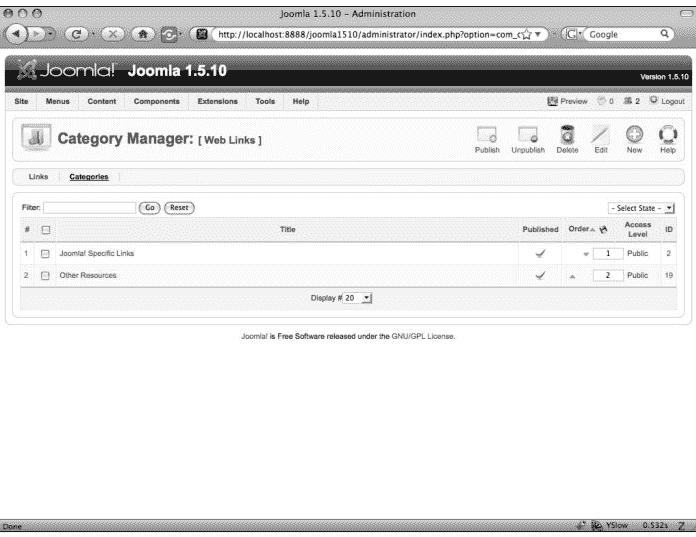 Joomla 1.5.10 – Administration
http://localhost:8888/joomla1510/administrator/index.php?option=com_c
G Google
Joomla! Joomla 1.5.10
Version 1.5.10
Site Menus Content Components Extensions Tools Help Preview 0 2 Logout
Category Manager: [ Web Links ]
Publish Unpublish Delete Edit New Help
Links Categories
Filter: Go Reset - Select State -
# Title Published Order Access Level ID
1 Joomla! Specific Links 1 Public 2
2 Other Resources 2 Public 19
Display # 20
Joomla! is Free Software released under the GNU/GPL License.
Done YSlow 0.532s